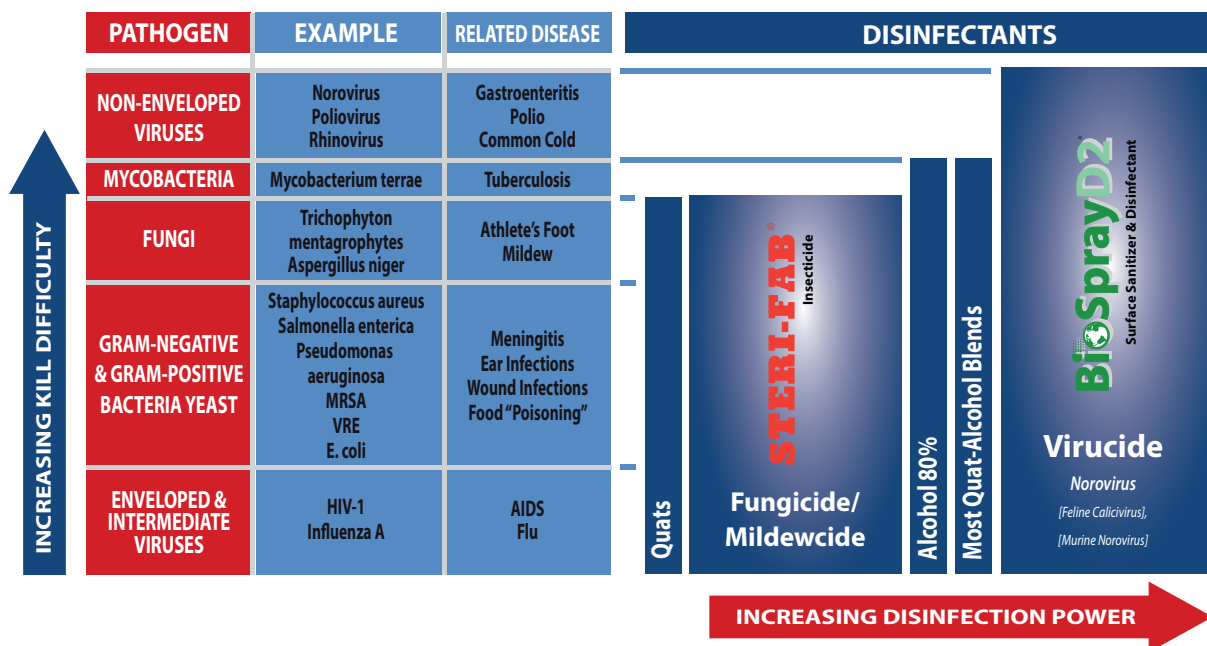 PATHOGEN
EXAMPLE
RELATED DISEASE
DISINFECTANTS
INCREASING KILL DIFFICULTY
NON-ENVELOPED
VIRUSES
Norovirus
Poliovirus
Rhinovirus
Gastroenteritis
Polio
Common Cold
MYCOBACTERIA
Mycobacterium terrae
Tuberculosis
FUNGI
Trichophyton
mentagrophytes
Aspergillus niger
Athlete's Foot
Mildew
GRAM-NEGATIVE
& GRAM-POSITIVE
BACTERIA YEAST
Staphylococcus aureus
Salmonella enterica
Pseudomonas
aeruginosa
MRSA
VRE
E. coli
Meningitis
Ear Infections
Wound Infections
Food "Poisoning"
ENVELOPED &
INTERMEDIATE
VIRUSES
HIV-1
Influenza A
AIDS
Flu
Quats
STERI-FAB®
Insecticide
Fungicide/
Mildewcide
Alcohol 80%
Most Quat-Alcohol Blends
BioSprayD2®
Surface Sanitizer & Disinfectant
Virucide
Norovirus
[Feline Calicivirus],
[Murine Norovirus]
INCREASING DISINFECTION POWER